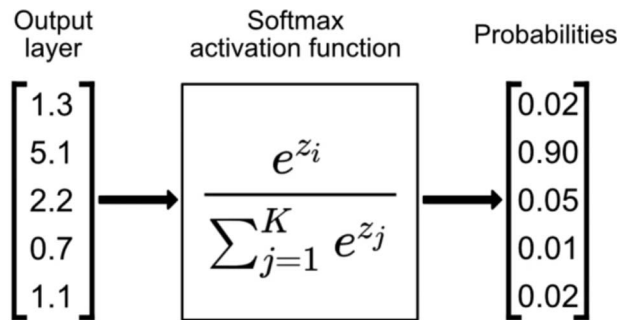 Output
layer
Softmax
activation function
Probabilities
1.3
5.1
2.2
0.7
1.1
e^{z_i}
\sum_{j=1}^{K} e^{z_j}
0.02
0.90
0.05
0.01
0.02